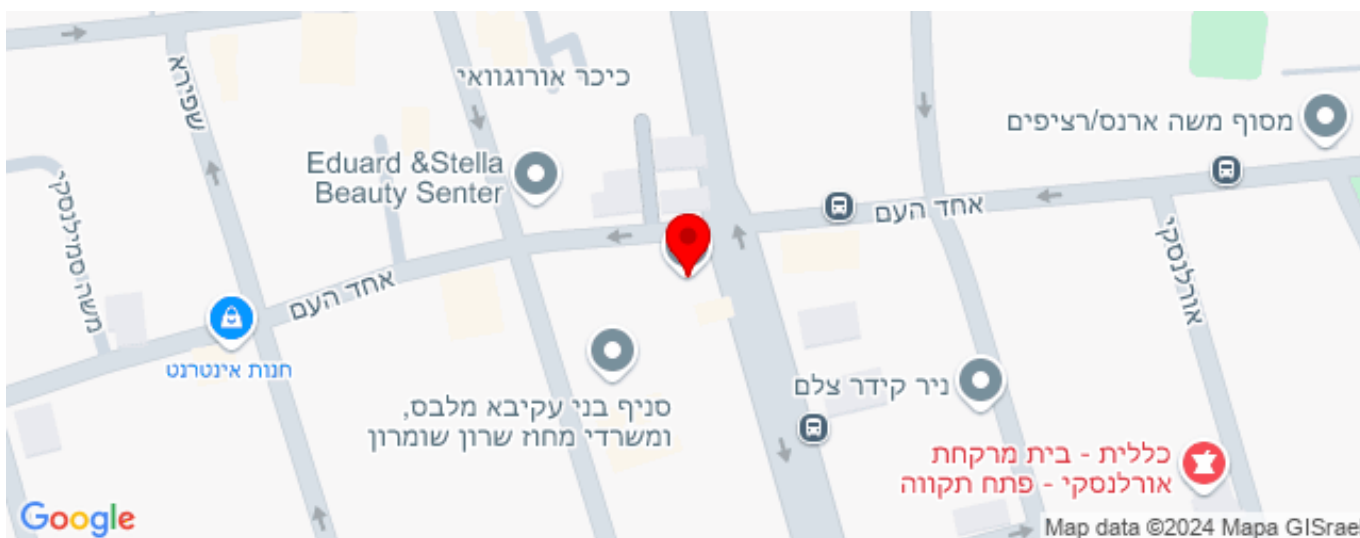 כיכר אורוגוואי
שפירא
Eduard &Stella
Beauty Senter
מסוף משה ארנס/רציפים
אחד העם
משה סמילנסקי
אחד העם
אורלנסקי
חנות אינטרנט
סניף בני עקיבא מלבס,
ומשרדי מחוז שרון שומרון
ניר קידר צלם
כללית - בית מרקחת
אורלנסקי - פתח תקווה
Google
Map data ©2024 Mapa GISrae